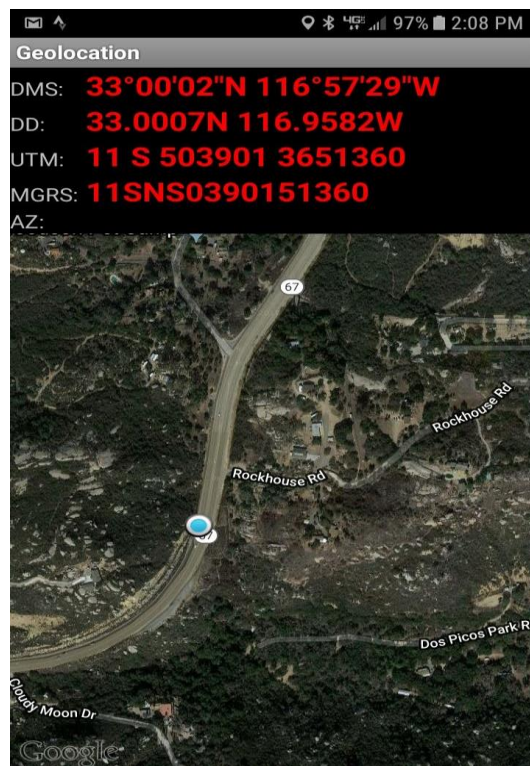 4G 97% 2:08 PM
Geolocation
DMS: 33°00'02"N 116°57'29"W
DD: 33.0007N 116.9582W
UTM: 11 S 503901 3651360
MGRS: 11SNS0390151360
AZ:
67
Rockhouse Rd
Rockhouse Rd
Dos Picos Park R
Cloudy Moon Dr
Google